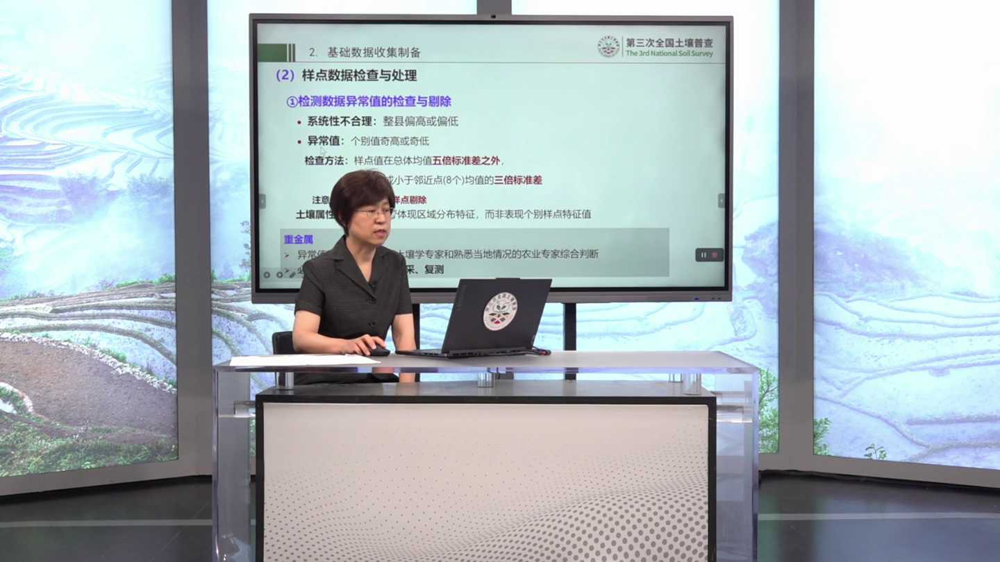 2. 基础数据收集制备
第三次全国土壤普查
The 3rd National Soil Survey
（2）样点数据检查与处理
①检测数据异常值的检查与剔除
• 系统性不合理：整县偏高或偏低
• 异常值：个别值奇高或奇低
检查方法：样点值在总体均值五倍标准差之外，
或小于邻近点(8个)均值的三倍标准差
注意 样点剔除
土壤属性 体现区域分布特征，而非表现个别样点特征值
重金属
➢ 异常值 土壤学专家和熟悉当地情况的农业专家综合判断
➢ 采、复测